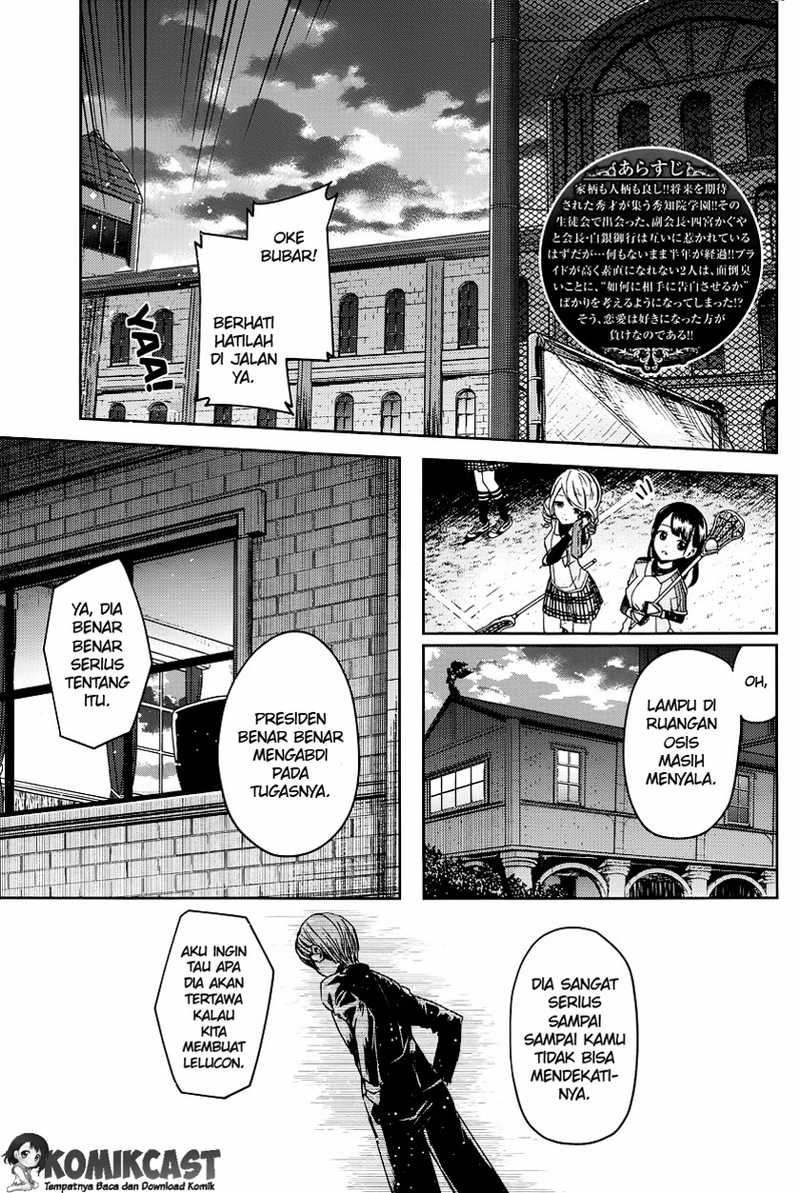 あらすじ
家柄も人柄も良し!!将来を期待
された秀才が集う秀知院学園!!その
生徒会で出会った、副会長・四宮かぐや
と会長・白銀御行は互いに惹かれている
はずだが…何もないまま半年が経過!!プラ
イドが高く素直になれない2人は、面倒臭
いことに、“如何に相手に告白させるか”
ばかりを考えるようになってしまった!?
そう、恋愛は好きになった方が
負けなのである!!
OKE
BUBAR!
BERHATI
HATILAH
DI JALAN
YA.
YAA!
OH,
LAMPU DI
RUANGAN
OSIS
MASIH
MENYALA.
PRESIDEN
BENAR BENAR
MENGABDI
PADA
TUGASNYA.
YA, DIA
BENAR
BENAR
SERIUS
TENTANG
ITU.
DIA SANGAT
SERIUS
SAMPAI
SAMPAI KAMU
TIDAK BISA
MENDEKATI-
NYA.
AKU INGIN
TAU APA
DIA AKAN
TERTAWA
KALAU
KITA
MEMBUAT
LELUCON.
KOMIKCAST
Tempatnya Baca dan Download Komik